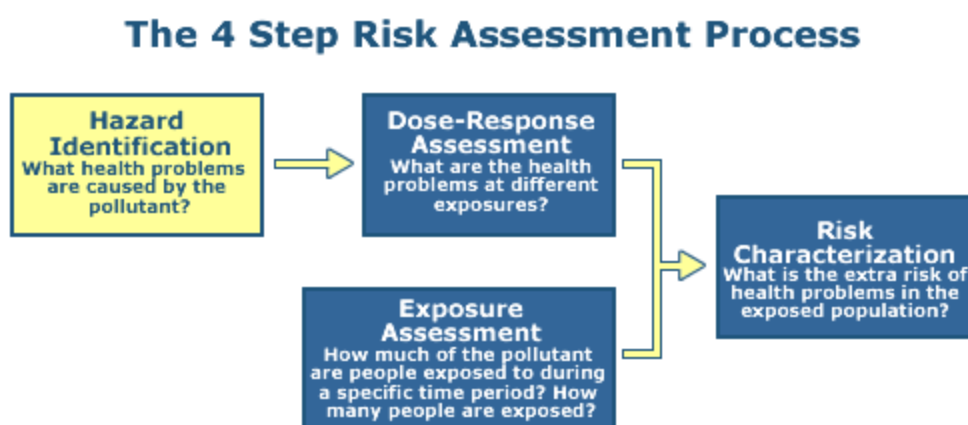 The 4 Step Risk Assessment Process
Hazard
Identification
What health problems
are caused by the
pollutant?
Dose-Response
Assessment
What are the health
problems at different
exposures?
Exposure
Assessment
How much of the pollutant
are people exposed to during
a specific time period? How
many people are exposed?
Risk
Characterization
What is the extra risk of
health problems in the
exposed population?